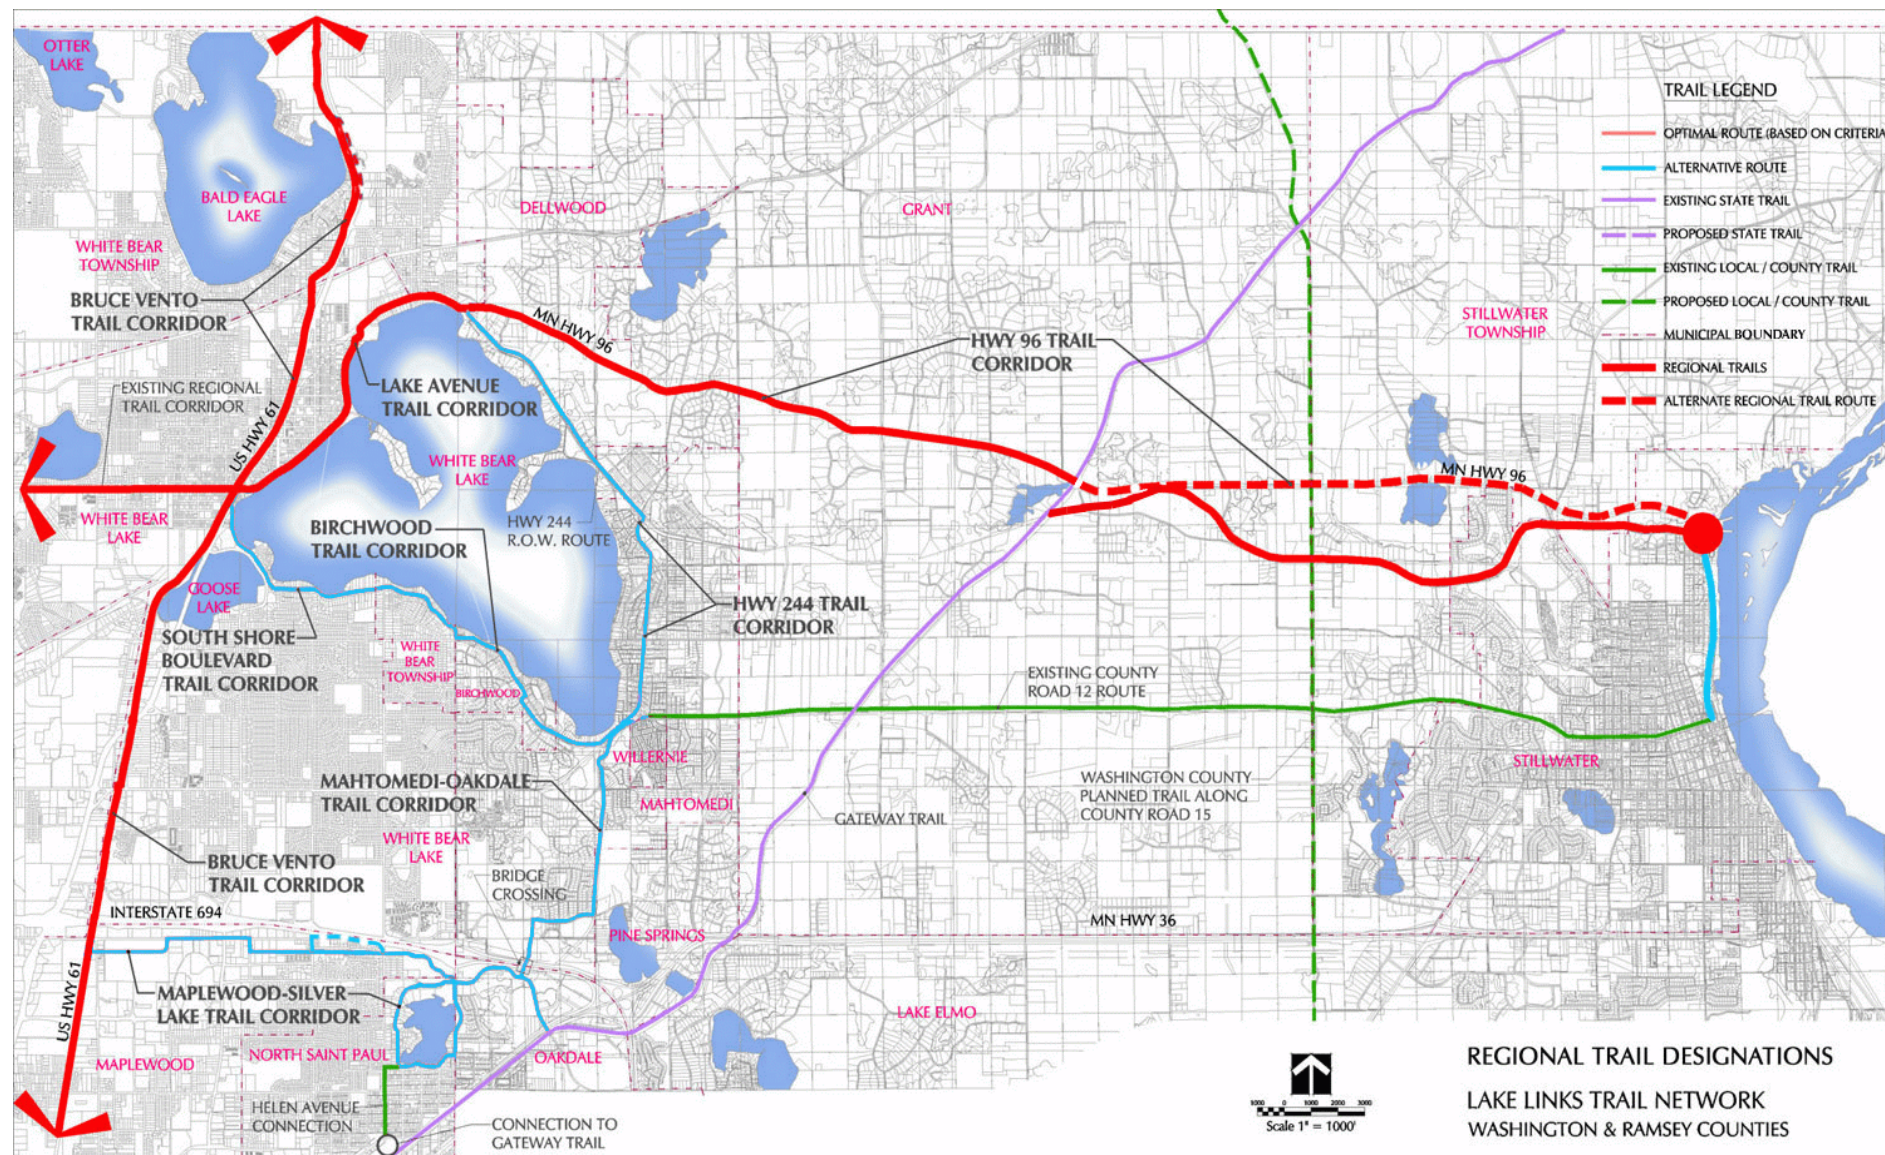 OTTER
LAKE
BALD EAGLE
LAKE
WHITE BEAR
TOWNSHIP
BRUCE VENTO
TRAIL CORRIDOR
EXISTING REGIONAL
TRAIL CORRIDOR
US HWY 61
LAKE AVENUE
TRAIL CORRIDOR
WHITE BEAR
LAKE
DELLWOOD
GRANT
MN HWY 96
HWY 96 TRAIL
CORRIDOR
STILLWATER
TOWNSHIP
TRAIL LEGEND
OPTIMAL ROUTE (BASED ON CRITERIA
ALTERNATIVE ROUTE
EXISTING STATE TRAIL
PROPOSED STATE TRAIL
EXISTING LOCAL / COUNTY TRAIL
PROPOSED LOCAL / COUNTY TRAIL
MUNICIPAL BOUNDARY
REGIONAL TRAILS
ALTERNATE REGIONAL TRAIL ROUTE
MN HWY 96
WHITE BEAR
LAKE
BIRCHWOOD
TRAIL CORRIDOR
HWY 244
R.O.W. ROUTE
GOOSE
LAKE
SOUTH SHORE
BOULEVARD
TRAIL CORRIDOR
WHITE
BEAR
TOWNSHIP
BIRCHWOOD
HWY 244 TRAIL
CORRIDOR
EXISTING COUNTY
ROAD 12 ROUTE
WILLERNIE
MAHTOMEDI-OAKDALE
TRAIL CORRIDOR
MAHTOMEDI
WHITE BEAR
LAKE
GATEWAY TRAIL
WASHINGTON COUNTY
PLANNED TRAIL ALONG
COUNTY ROAD 15
STILLWATER
BRUCE VENTO
TRAIL CORRIDOR
BRIDGE
CROSSING
INTERSTATE 694
MN HWY 36
PINE SPRINGS
US HWY 61
MAPLEWOOD-SILVER
LAKE TRAIL CORRIDOR
LAKE ELMO
MAPLEWOOD
NORTH SAINT PAUL
OAKDALE
HELEN AVENUE
CONNECTION
CONNECTION TO
GATEWAY TRAIL
1000 0 1000 2000 3000
Scale 1" = 1000'
REGIONAL TRAIL DESIGNATIONS
LAKE LINKS TRAIL NETWORK
WASHINGTON & RAMSEY COUNTIES